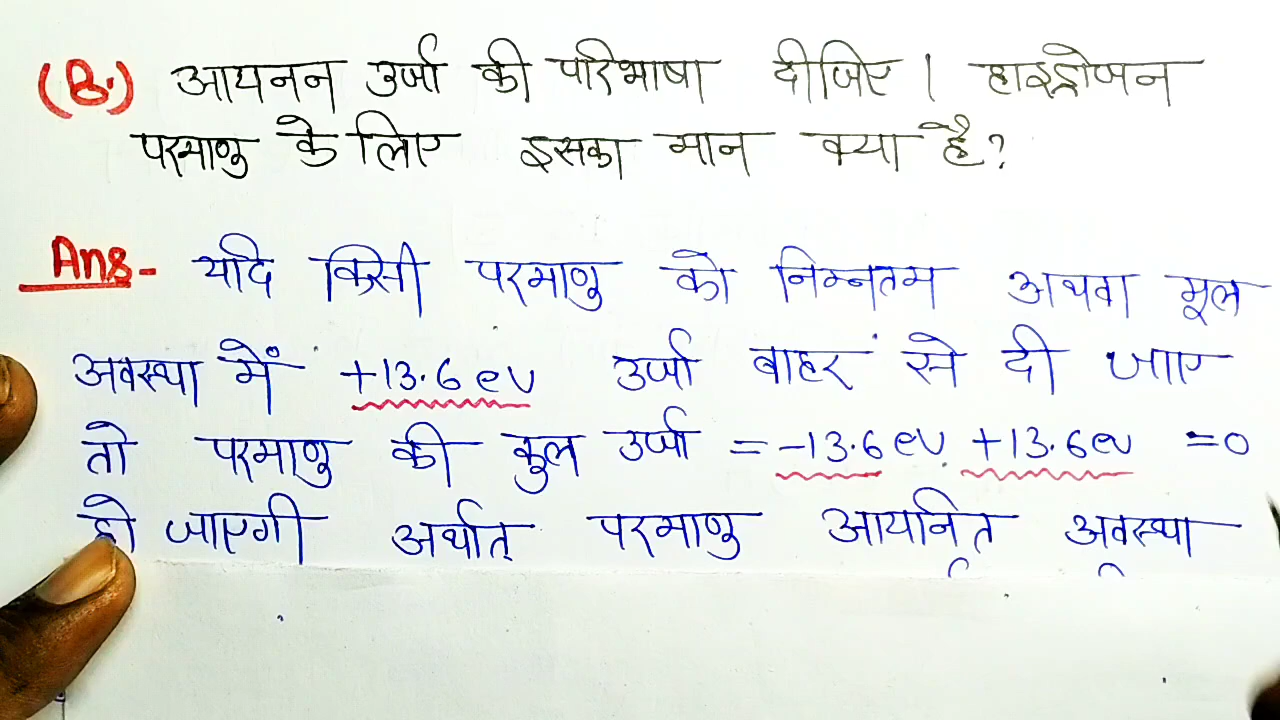 (B.) आयनन उर्जा की परिभाषा दीजिए। हाइड्रोजन
परमाणु के लिए इसका मान क्या है?
Ans- यदि किसी परमाणु को निम्नतम अथवा मूल
अवस्था में +13.6 eV उर्जा बाहर से दी जाए
तो परमाणु की कुल उर्जा = -13.6 eV +13.6 eV = 0
हो जाएगी अर्थात् परमाणु आयनित अवस्था